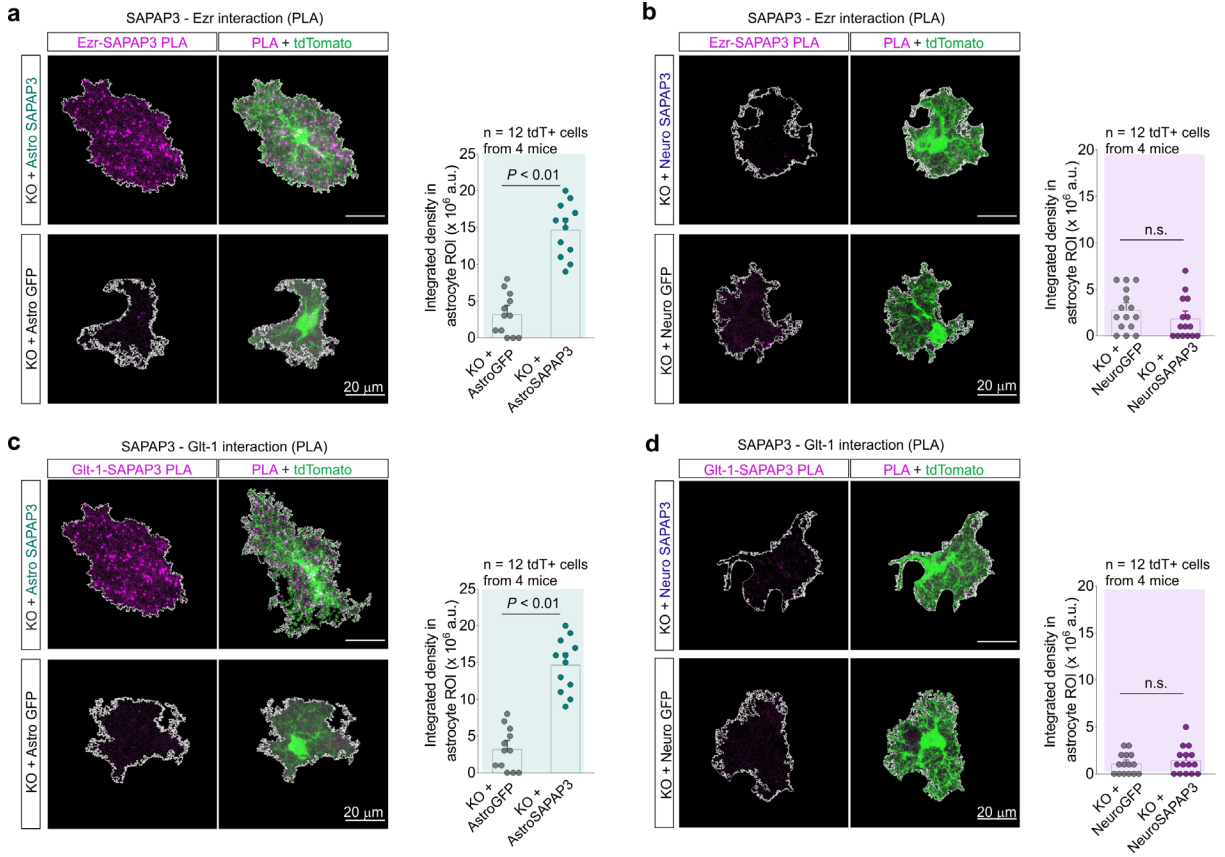 a
SAPAP3 - Ezr interaction (PLA)
Ezr-SAPAP3 PLA
PLA + tdTomato
KO + Astro SAPAP3
KO + Astro GFP
20 µm
n = 12 tdT+ cells
from 4 mice
P < 0.01
Integrated density in
astrocyte ROI (x 10⁶ a.u.)
25
20
15
10
5
0
KO +
AstroGFP
KO +
AstroSAPAP3
b
SAPAP3 - Ezr interaction (PLA)
Ezr-SAPAP3 PLA
PLA + tdTomato
KO + Neuro SAPAP3
KO + Neuro GFP
20 µm
n = 12 tdT+ cells
from 4 mice
n.s.
Integrated density in
astrocyte ROI (x 10⁶ a.u.)
20
15
10
5
0
KO +
NeuroGFP
KO +
NeuroSAPAP3
c
SAPAP3 - Glt-1 interaction (PLA)
Glt-1-SAPAP3 PLA
PLA + tdTomato
KO + Astro SAPAP3
KO + Astro GFP
20 µm
n = 12 tdT+ cells
from 4 mice
P < 0.01
Integrated density in
astrocyte ROI (x 10⁶ a.u.)
25
20
15
10
5
0
KO +
AstroGFP
KO +
AstroSAPAP3
d
SAPAP3 - Glt-1 interaction (PLA)
Glt-1-SAPAP3 PLA
PLA + tdTomato
KO + Neuro SAPAP3
KO + Neuro GFP
20 µm
n = 12 tdT+ cells
from 4 mice
n.s.
Integrated density in
astrocyte ROI (x 10⁶ a.u.)
20
15
10
5
0
KO +
NeuroGFP
KO +
NeuroSAPAP3